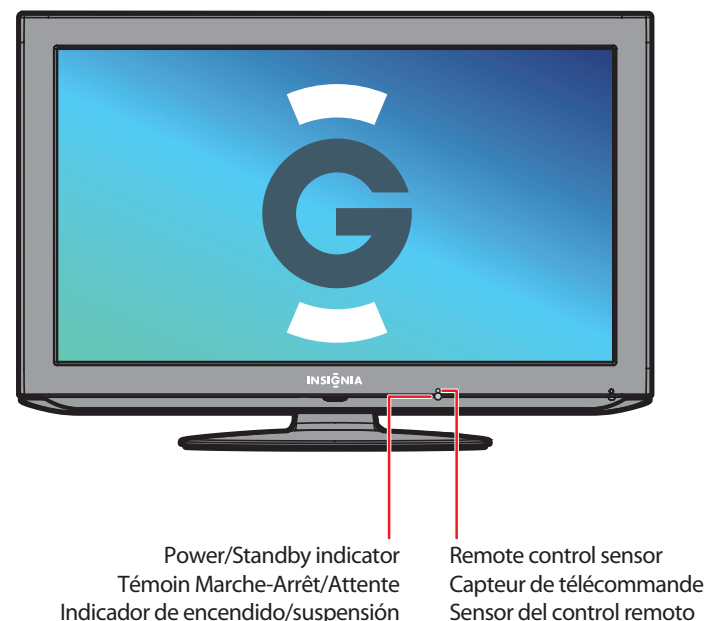 G
INSIḠNIA
Power/Standby indicator
Témoin Marche-Arrêt/Attente
Indicador de encendido/suspensión
Remote control sensor
Capteur de télécommande
Sensor del control remoto